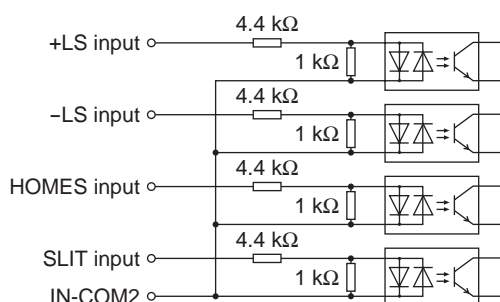 4.4 kΩ
+LS input
1 kΩ
4.4 kΩ
–LS input
1 kΩ
4.4 kΩ
HOMES input
1 kΩ
4.4 kΩ
SLIT input
1 kΩ
IN-COM2